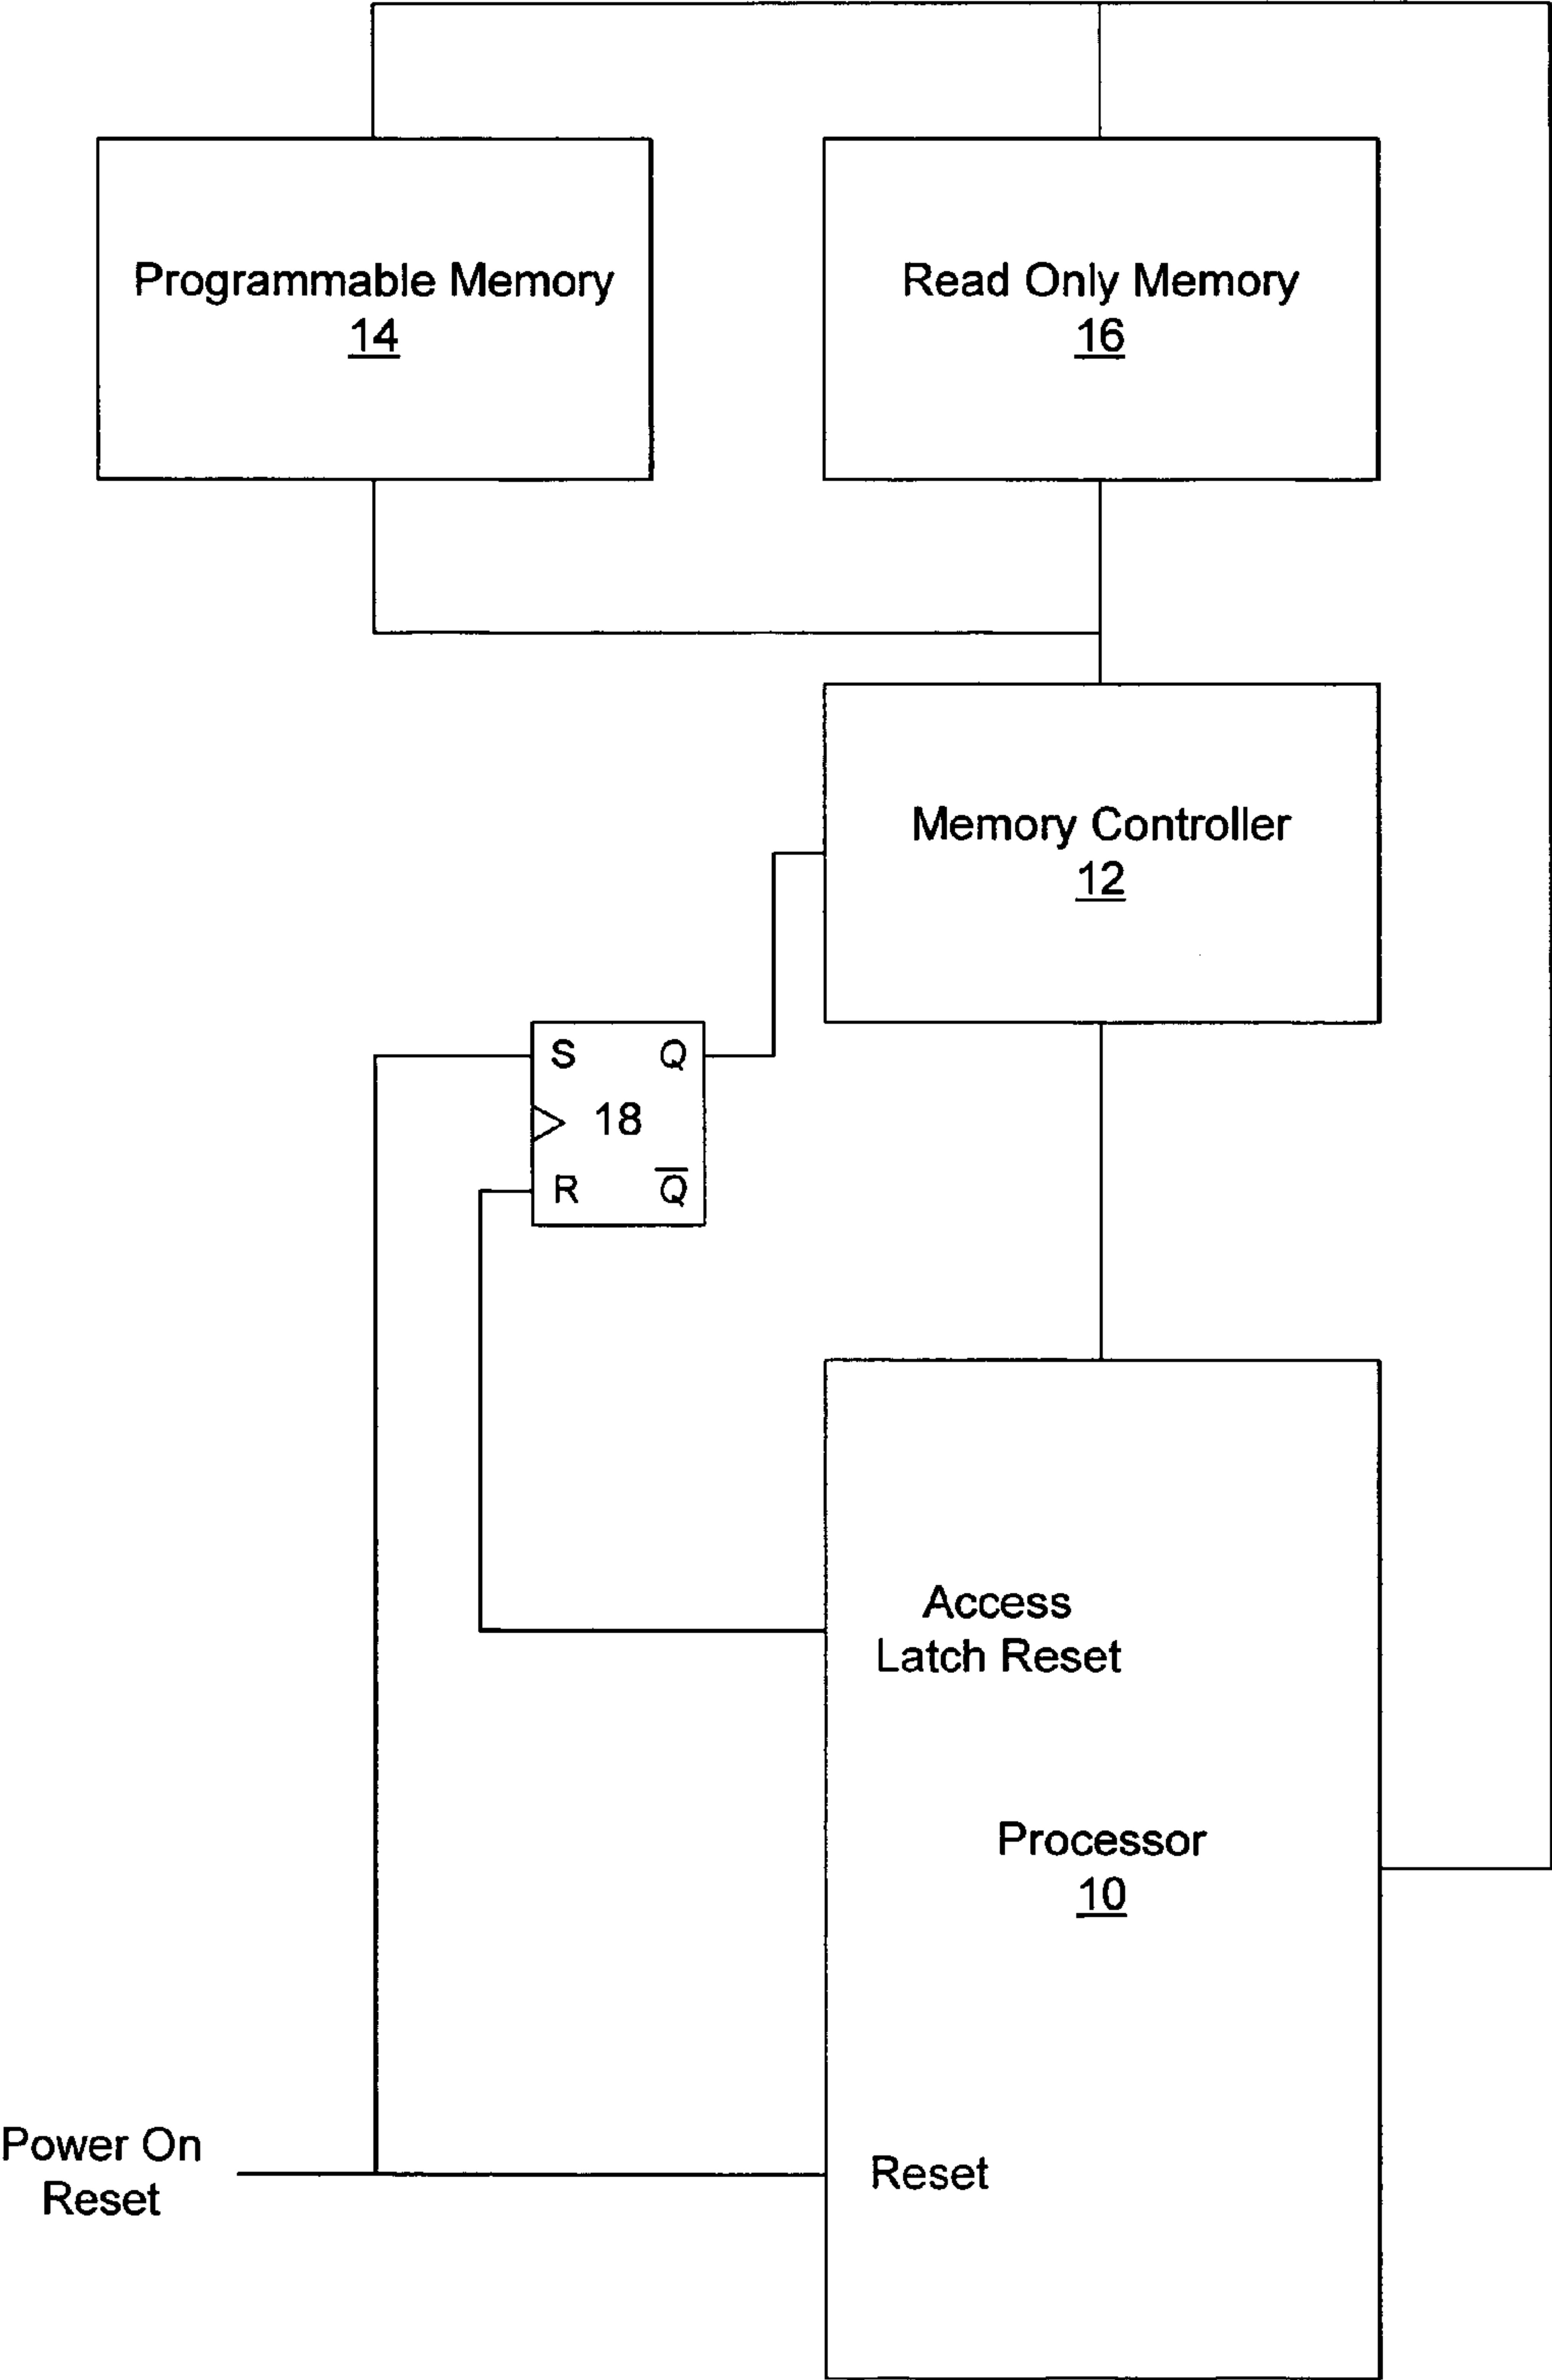 Programmable Memory
14
Read Only Memory
16
Memory Controller
12
S Q
18
R Q̅
Access
Latch Reset
Processor
10
Power On
Reset
Reset